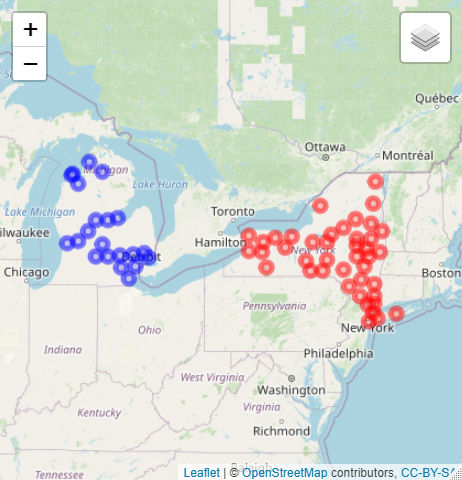 +
−
Québec
Ottawa
Montréal
Michigan
Lake Huron
Lake Michigan
Toronto
Hamilton
New York
Detroit
Chicago
Boston
Pennsylvania
New York
Ohio
Philadelphia
Indiana
West Virginia
Washington
Kentucky
Virginia
Richmond
Tennessee
Leaflet | © OpenStreetMap contributors, CC-BY-SA